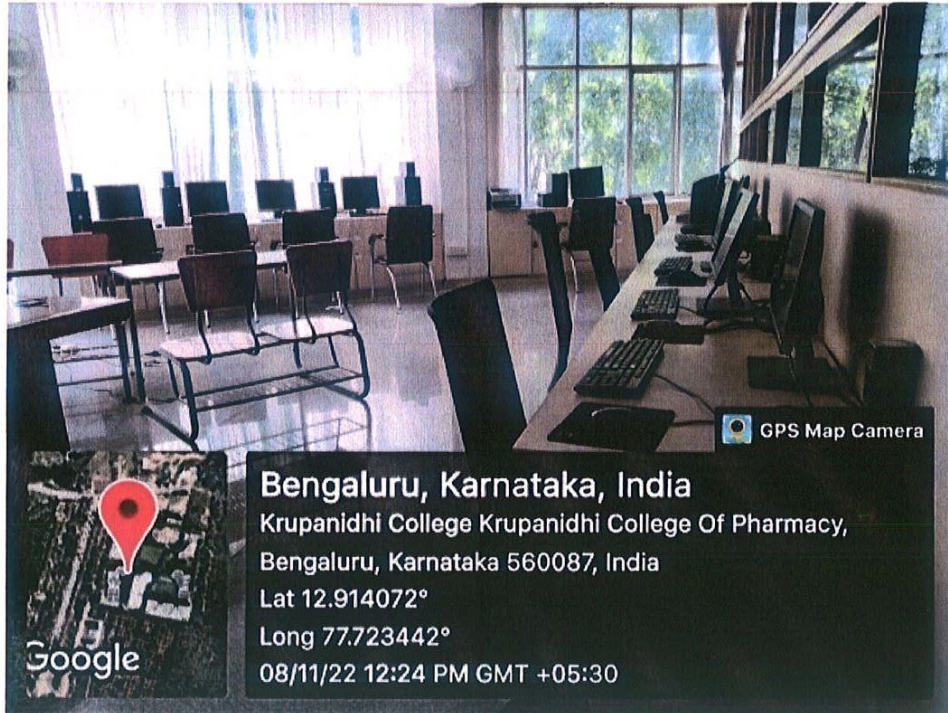 GPS Map Camera
Bengaluru, Karnataka, India
Krupanidhi College Krupanidhi College Of Pharmacy,
Bengaluru, Karnataka 560087, India
Lat 12.914072°
Long 77.723442°
08/11/22 12:24 PM GMT +05:30
Google